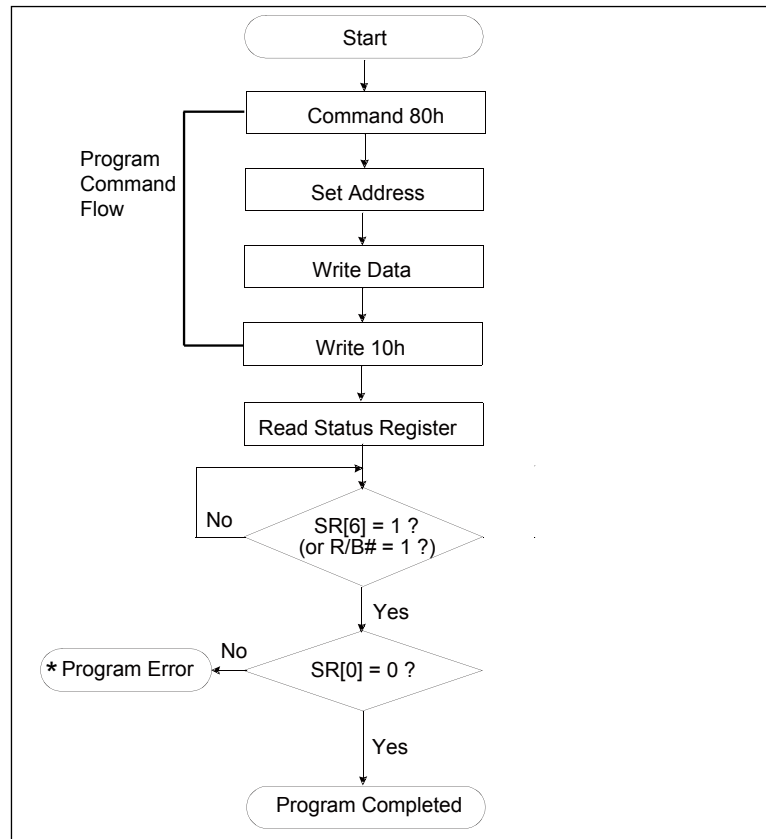 Start
Command 80h
Program
Command
Flow
Set Address
Write Data
Write 10h
Read Status Register
No
SR[6] = 1 ?
(or R/B# = 1 ?)
Yes
No
* Program Error
SR[0] = 0 ?
Yes
Program Completed